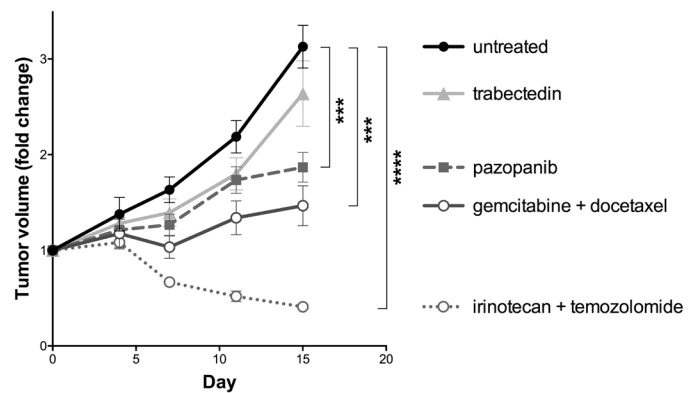 Tumor volume (fold change)
3
2
1
0
0
5
10
15
20
Day
***
***
****
untreated
trabectedin
pazopanib
gemcitabine + docetaxel
irinotecan + temozolomide